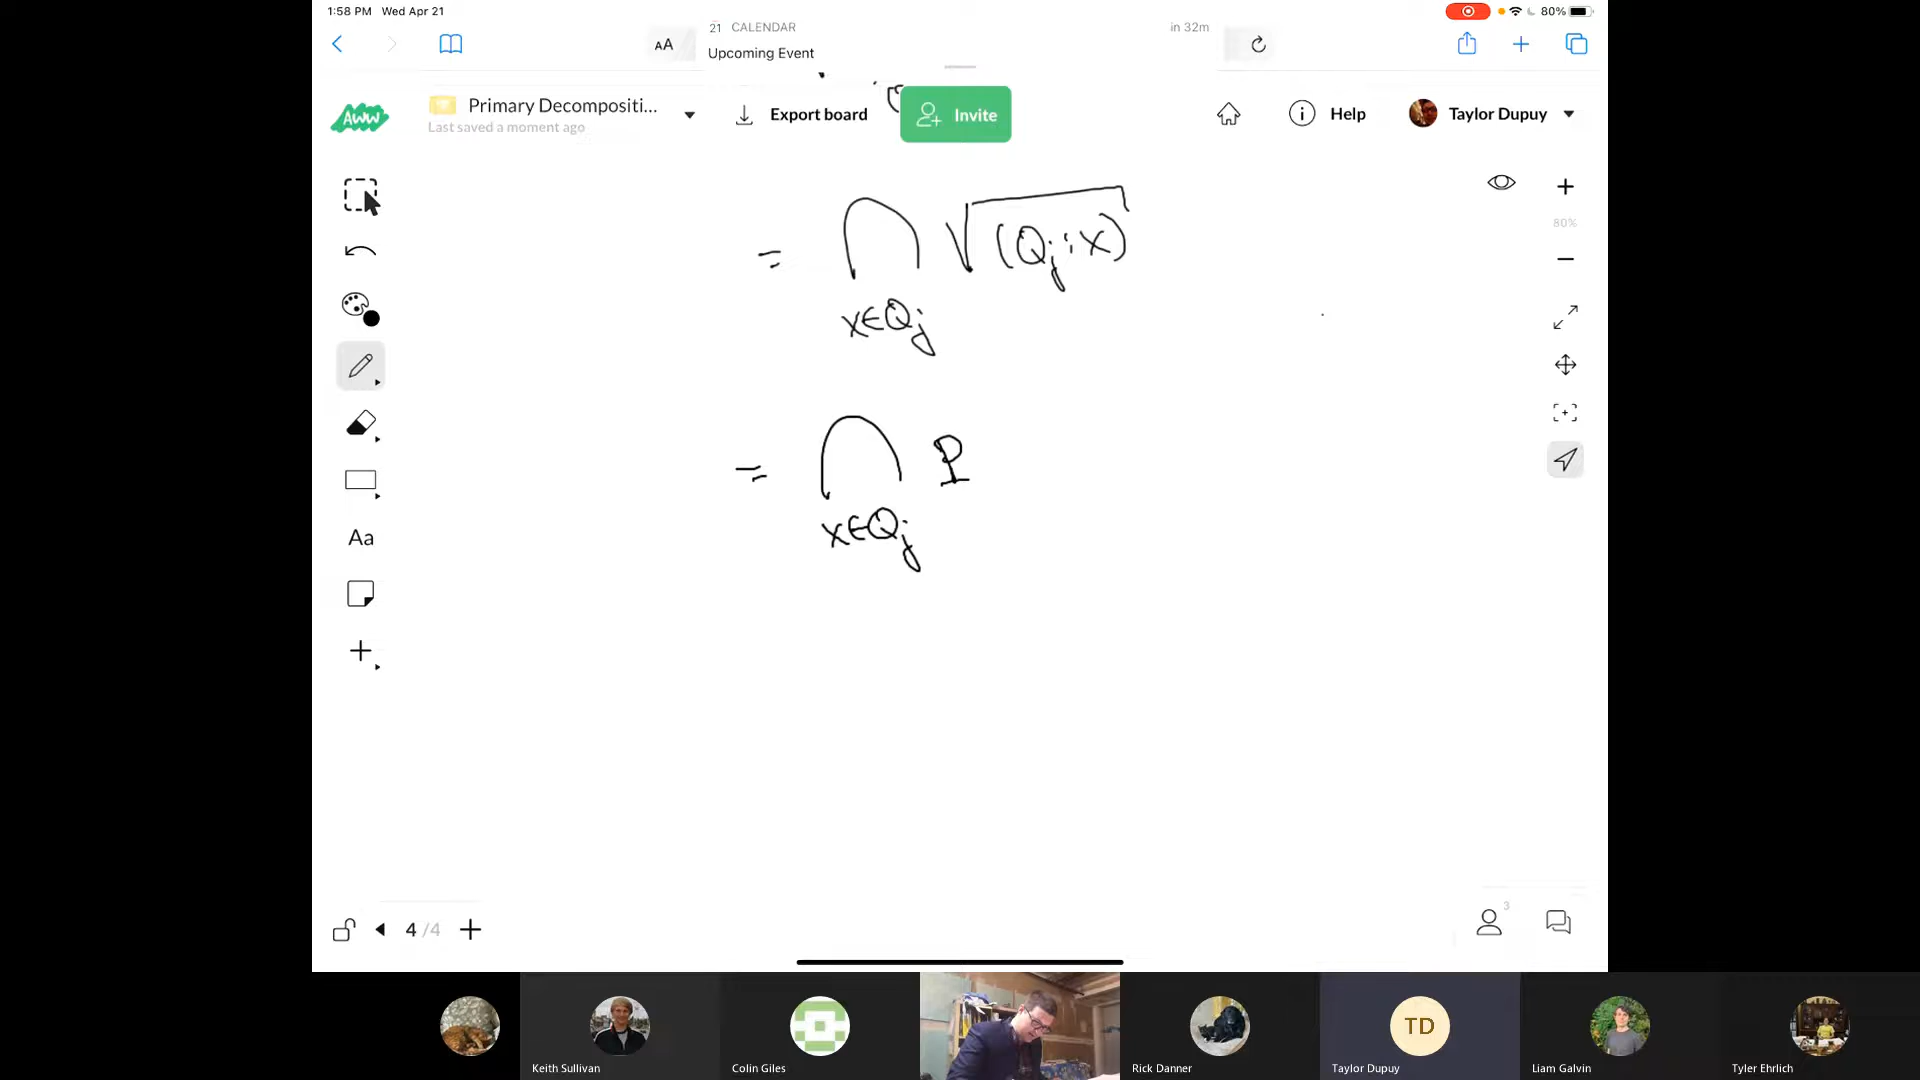 1:58 PM Wed Apr 21
80%
AA
21 CALENDAR
in 32m
Upcoming Event
AWW
Primary Decompositi...
Last saved a moment ago
Export board
Invite
Help
Taylor Dupuy
= ⋂ √(Qj : x)
x∈Qj
80%
= ⋂ P
x∈Qj
Aa
4 /4
3
TD
Keith Sullivan
Colin Giles
Rick Danner
Taylor Dupuy
Liam Galvin
Tyler Ehrlich